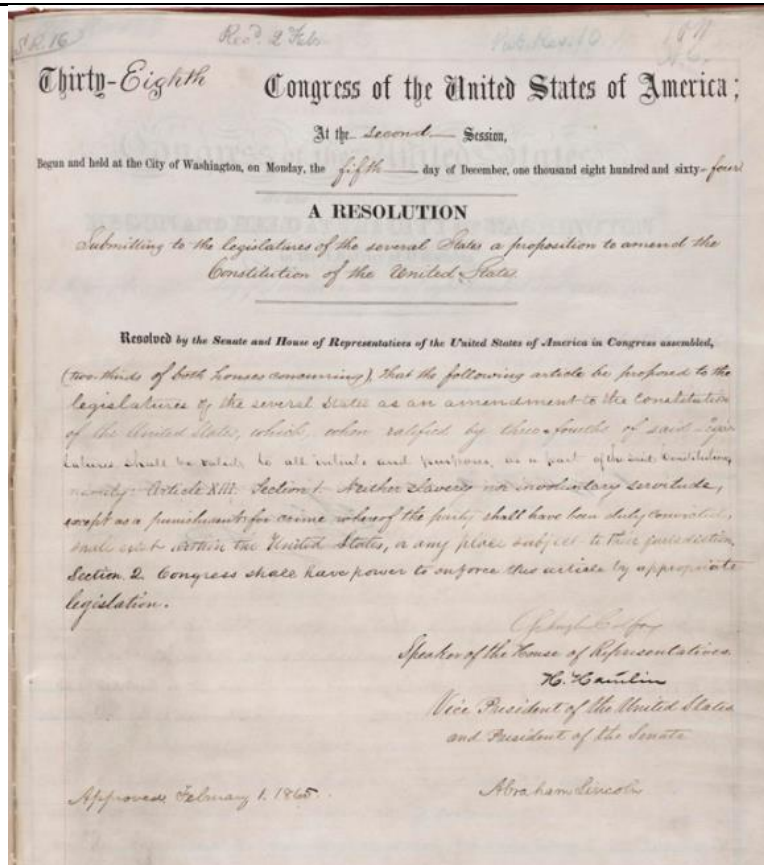 S.R. 16
Recd. 2 Feb
Thirty-Eighth Congress of the United States of America;
At the second Session,
Begun and held at the City of Washington, on Monday, the fifth day of December, one thousand eight hundred and sixty-four
A RESOLUTION
Submitting to the legislatures of the several States a proposition to amend the
Constitution of the United States
Resolved by the Senate and House of Representatives of the United States of America in Congress assembled,
(two-thirds of both houses concurring), That the following article be proposed to the
legislatures of the several States as an amendment to the Constitution
of the United States, which, when ratified by three-fourths of said Legis-
latures shall be valid, to all intents and purposes, as a part of the said Constitution,
namely: Article XIII. Section 1. Neither slavery nor involuntary servitude,
except as a punishment for crime whereof the party shall have been duly convicted,
shall exist within the United States, or any place subject to their jurisdiction.
Section. 2. Congress shall have power to enforce this article by appropriate
legislation.
Schuyler Colfax
Speaker of the House of Representatives.
H. Hamlin
Vice President of the United States
and President of the Senate
Approved, February 1. 1865.
Abraham Lincoln